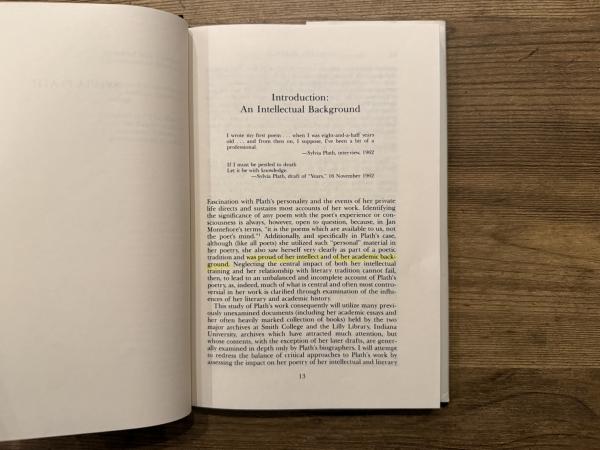 Introduction:
An Intellectual Background
I wrote my first poem . . . when I was eight-and-a-half years
old . . . and from then on, I suppose, I've been a bit of a
professional.
—Sylvia Plath, interview, 1962
If I must be pestled to death
Let it be with knowledge.
—Sylvia Plath, draft of "Years," 16 November 1962
Fascination with Plath's personality and the events of her private
life directs and sustains most accounts of her work. Identifying
the significance of any poem with the poet's experience or con-
sciousness is always, however, open to question, because, in Jan
Montefiore's terms, "it is the poems which are available to us, not
the poet's mind."¹ Additionally, and specifically in Plath's case,
although (like all poets) she utilized such "personal" material in
her poetry, she also saw herself very clearly as part of a poetic
tradition and was proud of her intellect and of her academic back-
ground. Neglecting the central impact of both her intellectual
training and her relationship with literary tradition cannot fail,
then, to lead to an unbalanced and incomplete account of Plath's
poetry, as, indeed, much of what is central and often most contro-
versial in her work is clarified through examination of the influ-
ences of her literary and academic history.
This study of Plath's work consequently will utilize many previ-
ously unexamined documents (including her academic essays and
her often heavily marked collection of books) held by the two
major archives at Smith College and the Lilly Library, Indiana
University, archives which have attracted much attention, but
whose contents, with the exception of her later drafts, are gener-
ally examined in depth only by Plath's biographers. I will attempt
to redress the balance of critical approaches to Plath's work by
assessing the impact on her poetry of her intellectual and literary
13